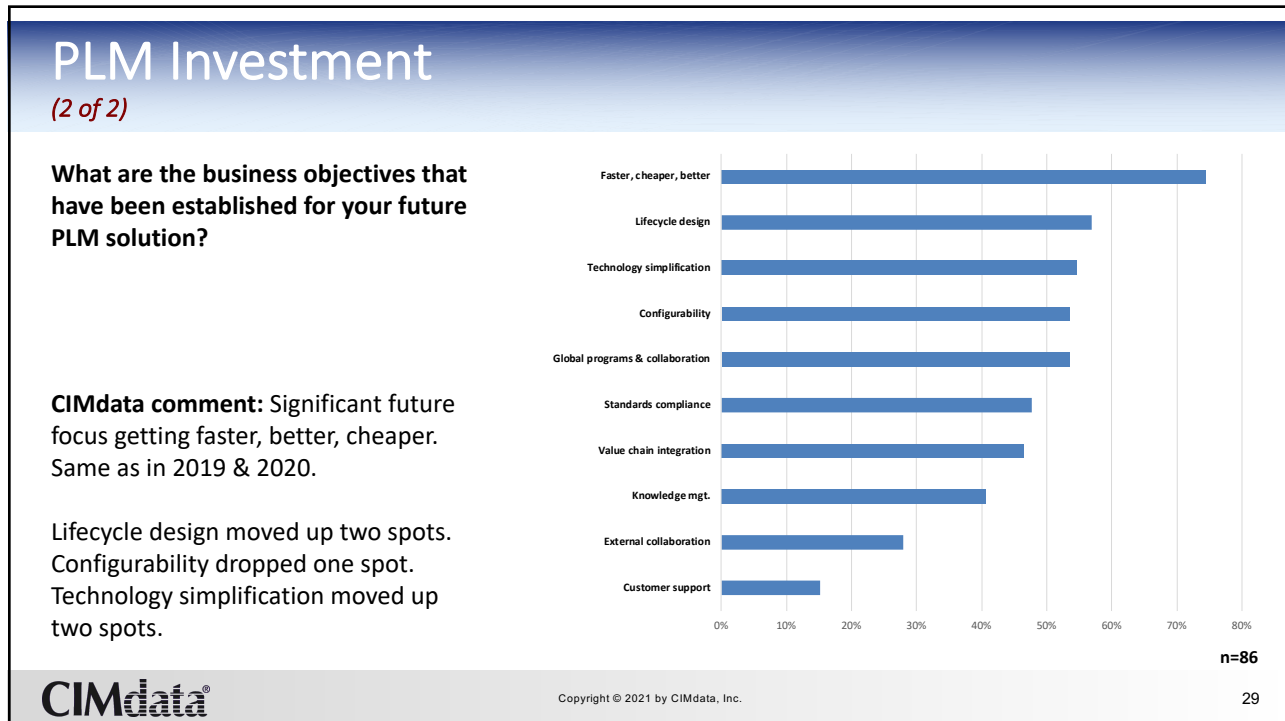 PLM Investment
(2 of 2)
What are the business objectives that
have been established for your future
PLM solution?
CIMdata comment: Significant future
focus getting faster, better, cheaper.
Same as in 2019 & 2020.
Lifecycle design moved up two spots.
Configurability dropped one spot.
Technology simplification moved up
two spots.
Faster, cheaper, better
Lifecycle design
Technology simplification
Configurability
Global programs & collaboration
Standards compliance
Value chain integration
Knowledge mgt.
External collaboration
Customer support
0% 10% 20% 30% 40% 50% 60% 70% 80%
n=86
CIMdata®
Copyright © 2021 by CIMdata, Inc.
29